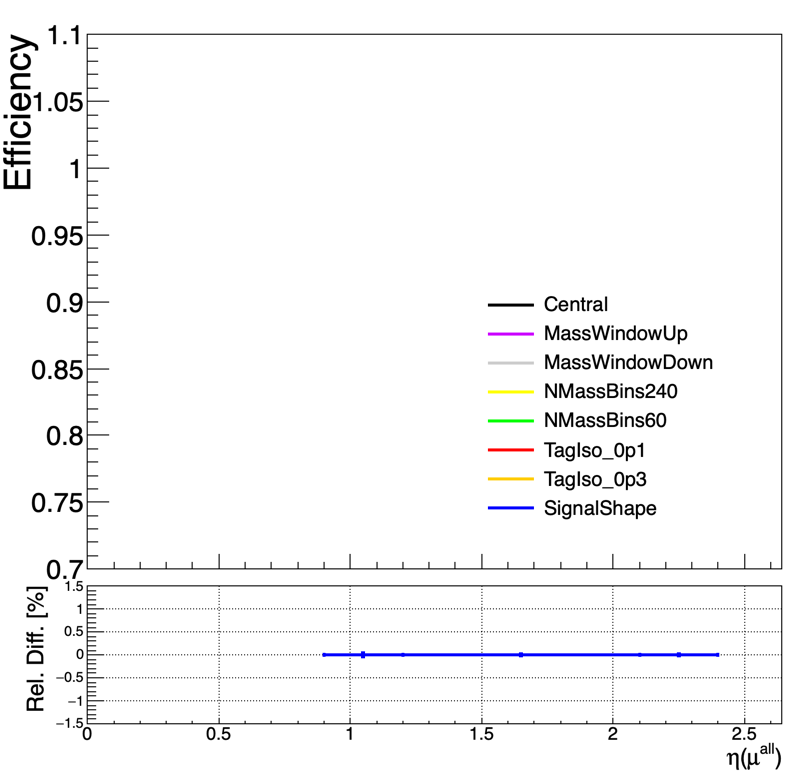 Efficiency
1.1
1.05
1
0.95
0.9
0.85
0.8
0.75
0.7
Central
MassWindowUp
MassWindowDown
NMassBins240
NMassBins60
TagIso_0p1
TagIso_0p3
SignalShape
Rel. Diff. [%]
1.5
1
0.5
0
−0.5
−1
−1.5
0 0.5 1 1.5 2 2.5
η(μ^all)